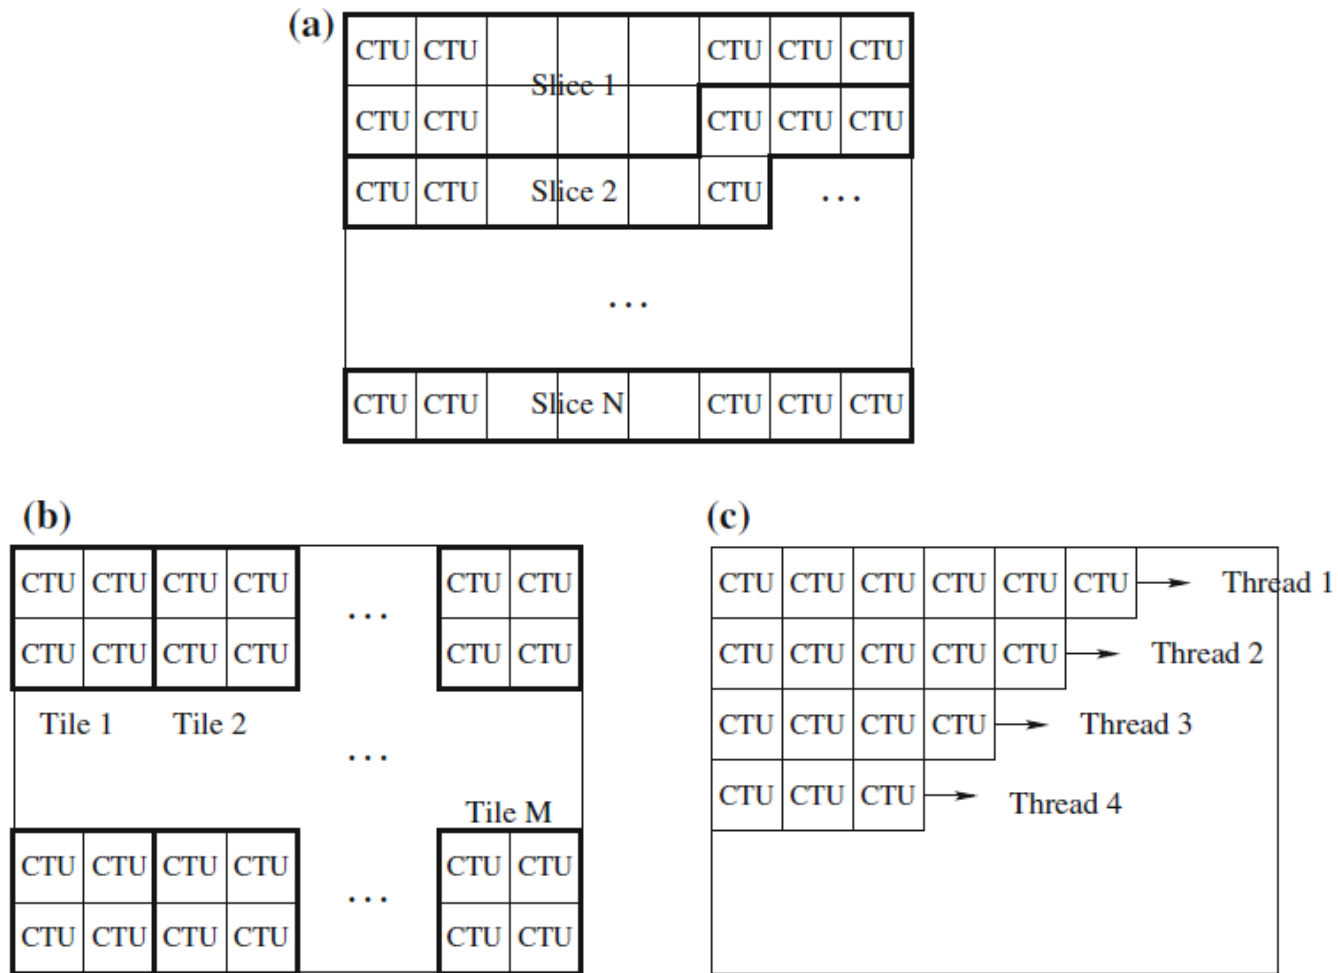 (a)
CTU CTU CTU CTU CTU
Slice 1
CTU CTU CTU CTU CTU
CTU CTU Slice 2 CTU ...
...
CTU CTU Slice N CTU CTU CTU
(b)
CTU CTU CTU CTU CTU CTU
...
CTU CTU CTU CTU CTU CTU
Tile 1 Tile 2
...
Tile M
CTU CTU CTU CTU CTU CTU
...
CTU CTU CTU CTU CTU CTU
(c)
CTU CTU CTU CTU CTU CTU Thread 1
CTU CTU CTU CTU CTU Thread 2
CTU CTU CTU CTU Thread 3
CTU CTU CTU Thread 4